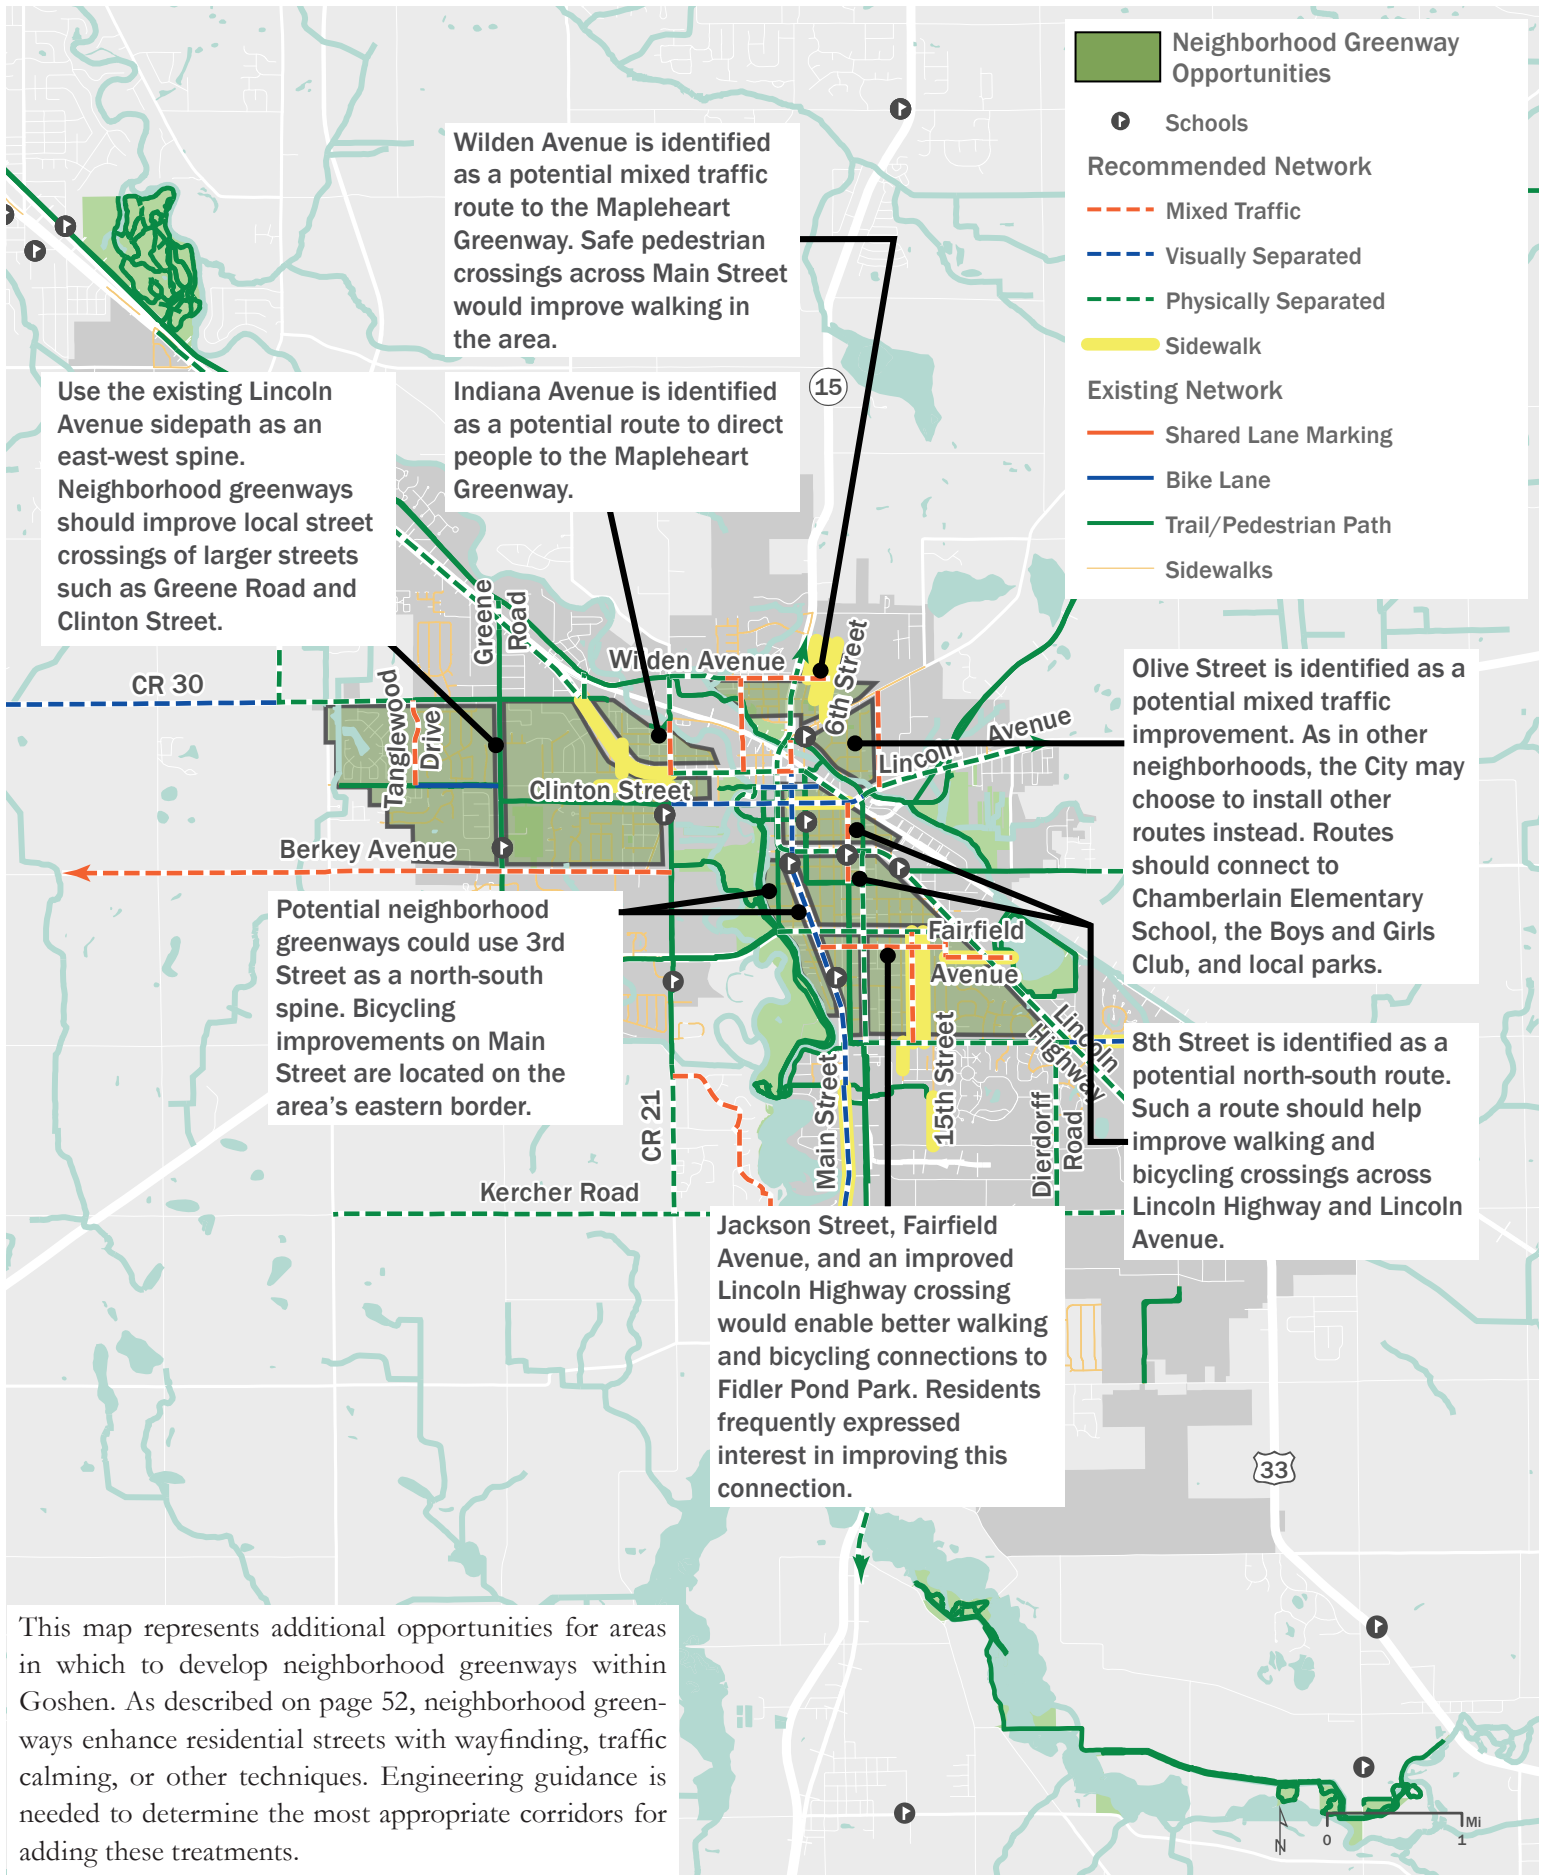 Neighborhood Greenway
Opportunities
Schools
Recommended Network
Mixed Traffic
Visually Separated
Physically Separated
Sidewalk
Existing Network
Shared Lane Marking
Bike Lane
Trail/Pedestrian Path
Sidewalks
Wilden Avenue is identified
as a potential mixed traffic
route to the Mapleheart
Greenway. Safe pedestrian
crossings across Main Street
would improve walking in
the area.
Use the existing Lincoln
Avenue sidepath as an
east-west spine.
Neighborhood greenways
should improve local street
crossings of larger streets
such as Greene Road and
Clinton Street.
Indiana Avenue is identified
as a potential route to direct
people to the Mapleheart
Greenway.
15
Greene
Road
Wilden Avenue
6th Street
CR 30
Tanglewood
Drive
Lincoln Avenue
Clinton Street
Berkey Avenue
Olive Street is identified as a
potential mixed traffic
improvement. As in other
neighborhoods, the City may
choose to install other
routes instead. Routes
should connect to
Chamberlain Elementary
School, the Boys and Girls
Club, and local parks.
Potential neighborhood
greenways could use 3rd
Street as a north-south
spine. Bicycling
improvements on Main
Street are located on the
area's eastern border.
Fairfield
Avenue
Lincoln
Highway
15th Street
Main Street
CR 21
Dierdorff
Road
Kercher Road
8th Street is identified as a
potential north-south route.
Such a route should help
improve walking and
bicycling crossings across
Lincoln Highway and Lincoln
Avenue.
Jackson Street, Fairfield
Avenue, and an improved
Lincoln Highway crossing
would enable better walking
and bicycling connections to
Fidler Pond Park. Residents
frequently expressed
interest in improving this
connection.
33
This map represents additional opportunities for areas
in which to develop neighborhood greenways within
Goshen. As described on page 52, neighborhood green-
ways enhance residential streets with wayfinding, traffic
calming, or other techniques. Engineering guidance is
needed to determine the most appropriate corridors for
adding these treatments.
N
0
1
Mi